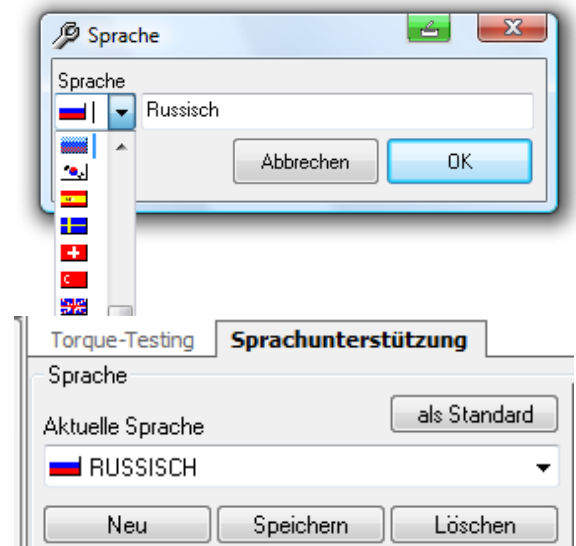 Sprache
Sprache
Russisch
Abbrechen
OK
Torque-Testing
Sprachunterstützung
Sprache
als Standard
Aktuelle Sprache
RUSSISCH
Neu
Speichern
Löschen